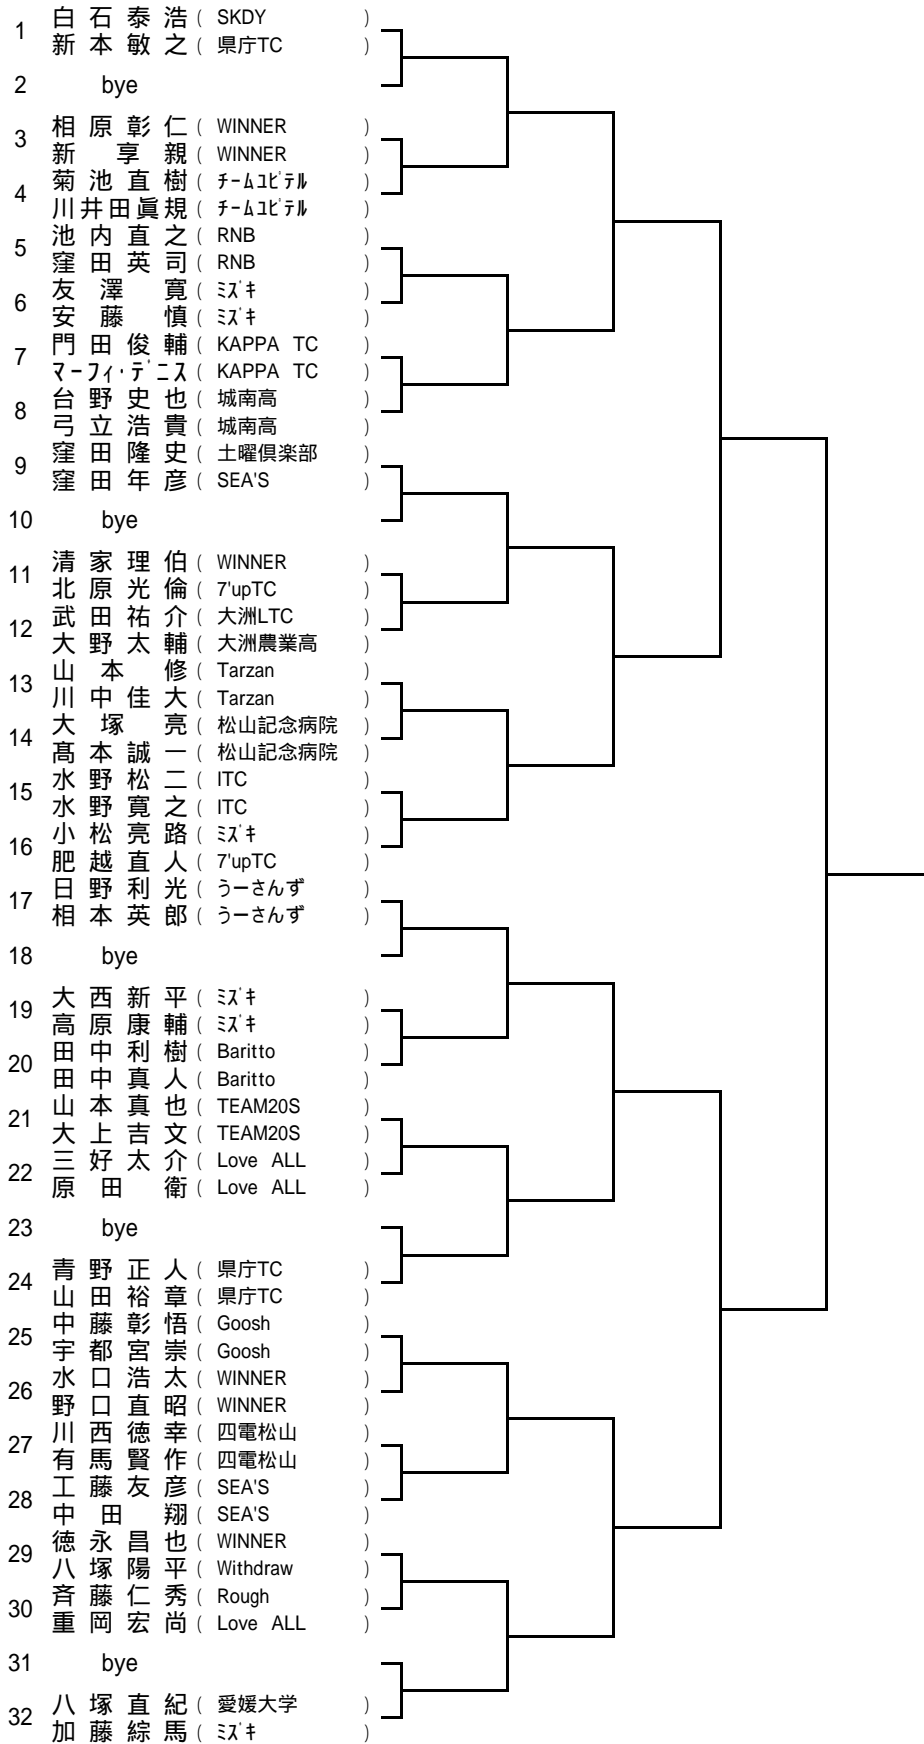 1 白石泰浩 ( SKDY )
新本敏之 ( 県庁TC )
2 bye
3 相原彰仁 ( WINNER )
新 享親 ( WINNER )
4 菊池直樹 ( ﾁｰﾑﾕﾋﾟﾃﾙ )
川井田眞規 ( ﾁｰﾑﾕﾋﾟﾃﾙ )
5 池内直之 ( RNB )
窪田英司 ( RNB )
6 友澤 寛 ( ﾐｽﾞｷ )
安藤 慎 ( ﾐｽﾞｷ )
7 門田俊輔 ( KAPPA TC )
ﾏｰﾌｨ・ﾃﾞﾆｽ ( KAPPA TC )
8 台野史也 ( 城南高 )
弓立浩貴 ( 城南高 )
9 窪田隆史 ( 土曜倶楽部 )
窪田年彦 ( SEA'S )
10 bye
11 清家理伯 ( WINNER )
北原光倫 ( 7'upTC )
12 武田祐介 ( 大洲LTC )
大野太輔 ( 大洲農業高 )
13 山本 修 ( Tarzan )
川中佳大 ( Tarzan )
14 大塚 亮 ( 松山記念病院 )
髙本誠一 ( 松山記念病院 )
15 水野松二 ( ITC )
水野寛之 ( ITC )
16 小松亮路 ( ﾐｽﾞｷ )
肥越直人 ( 7'upTC )
17 日野利光 ( うーさんず )
相本英郎 ( うーさんず )
18 bye
19 大西新平 ( ﾐｽﾞｷ )
高原康輔 ( ﾐｽﾞｷ )
20 田中利樹 ( Baritto )
田中真人 ( Baritto )
21 山本真也 ( TEAM20S )
大上吉文 ( TEAM20S )
22 三好太介 ( Love ALL )
原田 衛 ( Love ALL )
23 bye
24 青野正人 ( 県庁TC )
山田裕章 ( 県庁TC )
25 中藤彰悟 ( Goosh )
宇都宮崇 ( Goosh )
26 水口浩太 ( WINNER )
野口直昭 ( WINNER )
27 川西徳幸 ( 四電松山 )
有馬賢作 ( 四電松山 )
28 工藤友彦 ( SEA'S )
中田 翔 ( SEA'S )
29 徳永昌也 ( WINNER )
八塚陽平 ( Withdraw )
30 斉藤仁秀 ( Rough )
重岡宏尚 ( Love ALL )
31 bye
32 八塚直紀 ( 愛媛大学 )
加藤綜馬 ( ﾐｽﾞｷ )